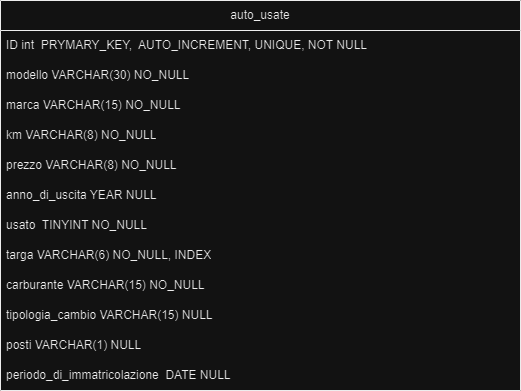 auto_usate
ID int  PRYMARY_KEY,  AUTO_INCREMENT, UNIQUE, NOT NULL
modello VARCHAR(30) NO_NULL
marca VARCHAR(15) NO_NULL
km VARCHAR(8) NO_NULL
prezzo VARCHAR(8) NO_NULL
anno_di_uscita YEAR NULL
usato  TINYINT NO_NULL
targa VARCHAR(6) NO_NULL, INDEX
carburante VARCHAR(15) NO_NULL
tipologia_cambio VARCHAR(15) NULL
posti VARCHAR(1) NULL
periodo_di_immatricolazione  DATE NULL